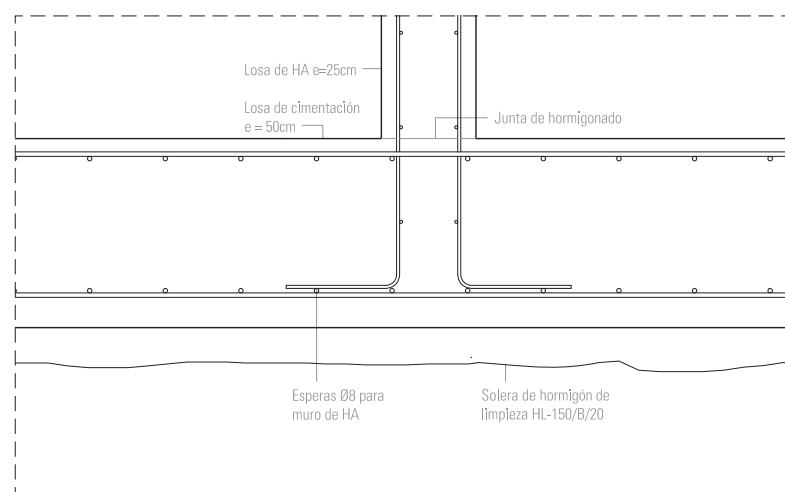 Losa de HA e=25cm
Losa de cimentación
e = 50cm
Junta de hormigonado
Esperas Ø8 para
muro de HA
Solera de hormigón de
limpieza HL-150/B/20